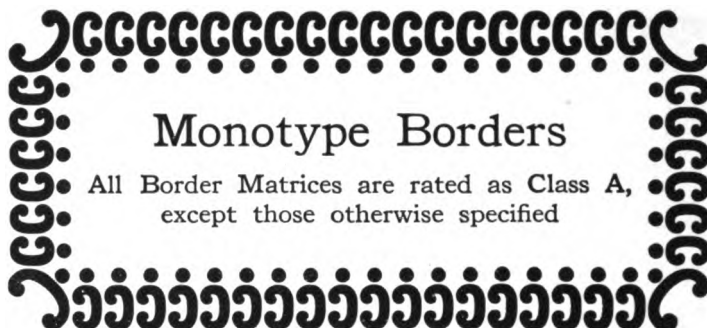 Monotype Borders
All Border Matrices are rated as Class A,
except those otherwise specified